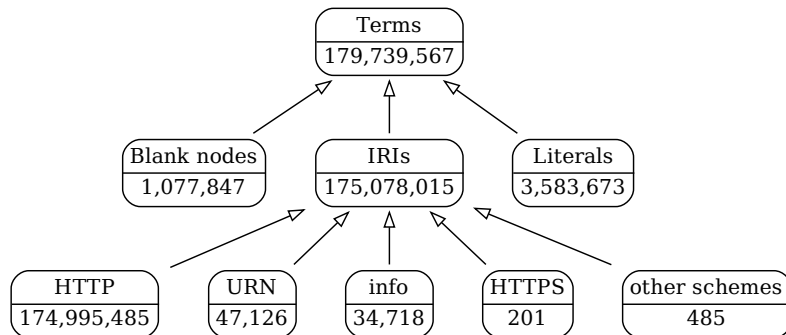 Terms
179,739,567
Blank nodes
1,077,847
IRIs
175,078,015
Literals
3,583,673
HTTP
174,995,485
URN
47,126
info
34,718
HTTPS
201
other schemes
485